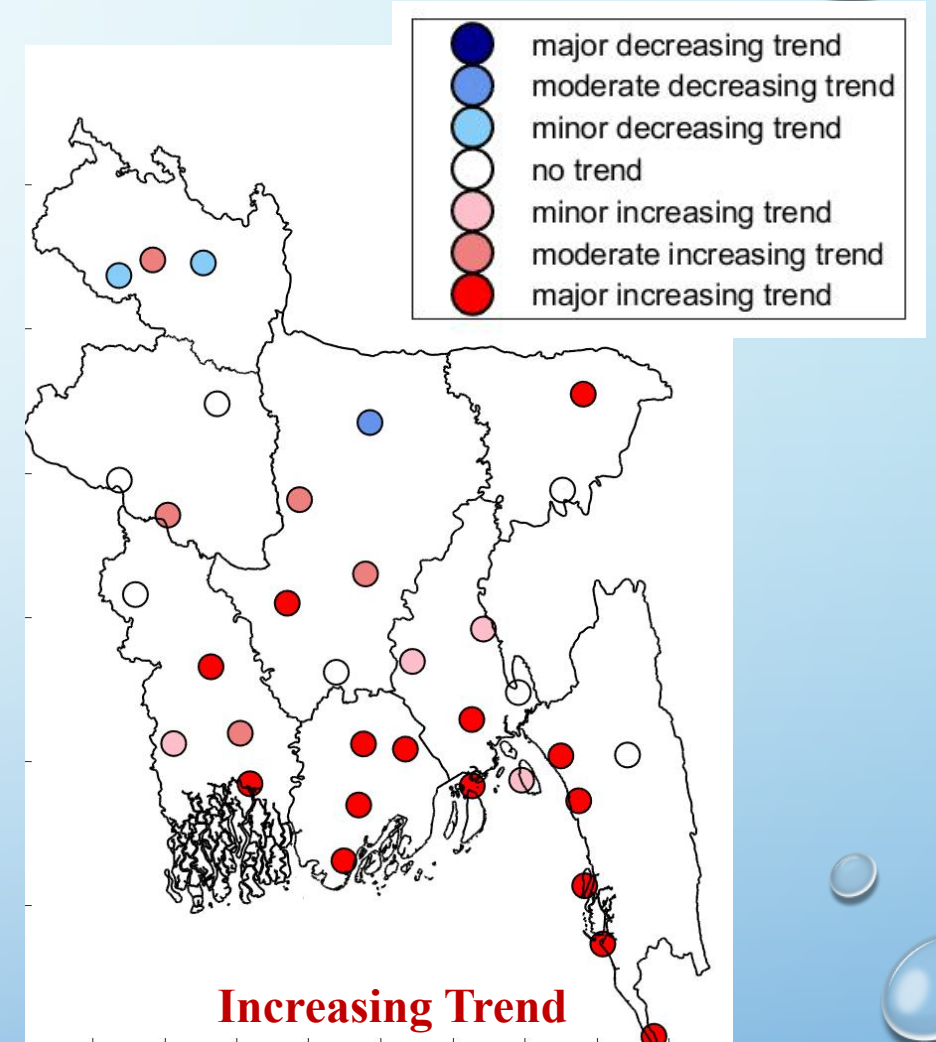 major decreasing trend
moderate decreasing trend
minor decreasing trend
no trend
minor increasing trend
moderate increasing trend
major increasing trend
Increasing Trend